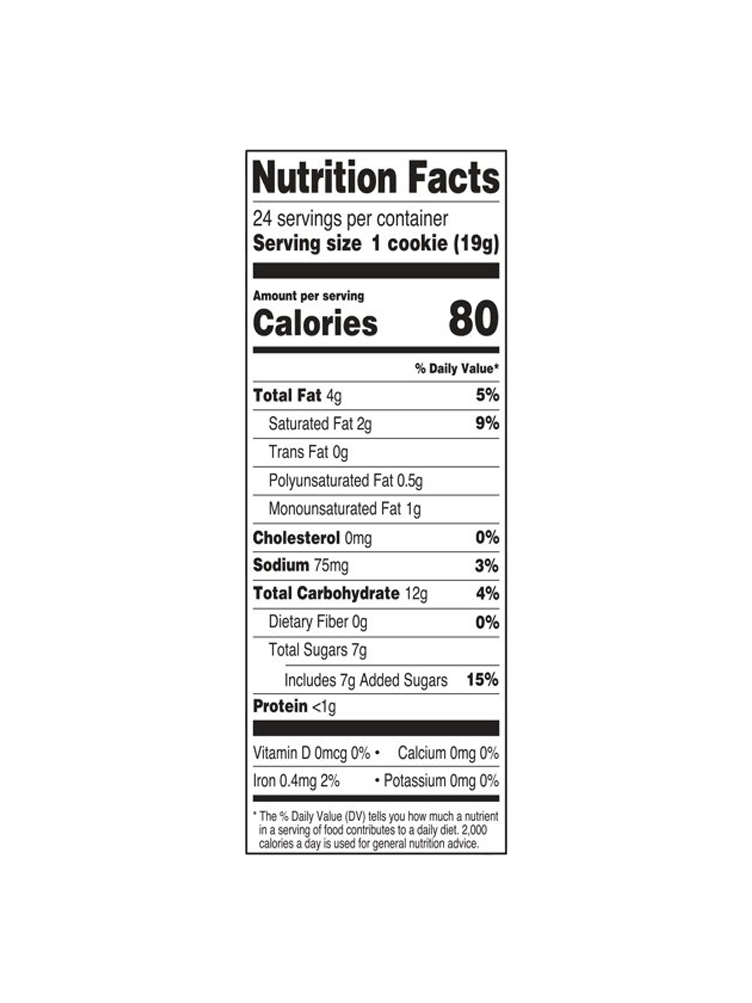 Nutrition Facts
24 servings per container
Serving size 1 cookie (19g)
Amount per serving
Calories 80
% Daily Value*
Total Fat 4g 5%
Saturated Fat 2g 9%
Trans Fat 0g
Polyunsaturated Fat 0.5g
Monounsaturated Fat 1g
Cholesterol 0mg 0%
Sodium 75mg 3%
Total Carbohydrate 12g 4%
Dietary Fiber 0g 0%
Total Sugars 7g
Includes 7g Added Sugars 15%
Protein <1g
Vitamin D 0mcg 0% • Calcium 0mg 0%
Iron 0.4mg 2% • Potassium 0mg 0%
* The % Daily Value (DV) tells you how much a nutrient
in a serving of food contributes to a daily diet. 2,000
calories a day is used for general nutrition advice.